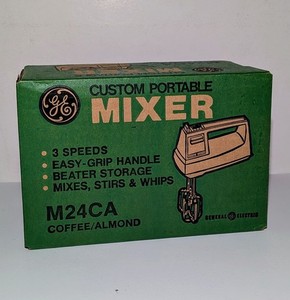 GE
CUSTOM PORTABLE
MIXER
• 3 SPEEDS
• EASY-GRIP HANDLE
• BEATER STORAGE
• MIXES, STIRS & WHIPS
M24CA
COFFEE/ALMOND
GENERAL GE ELECTRIC